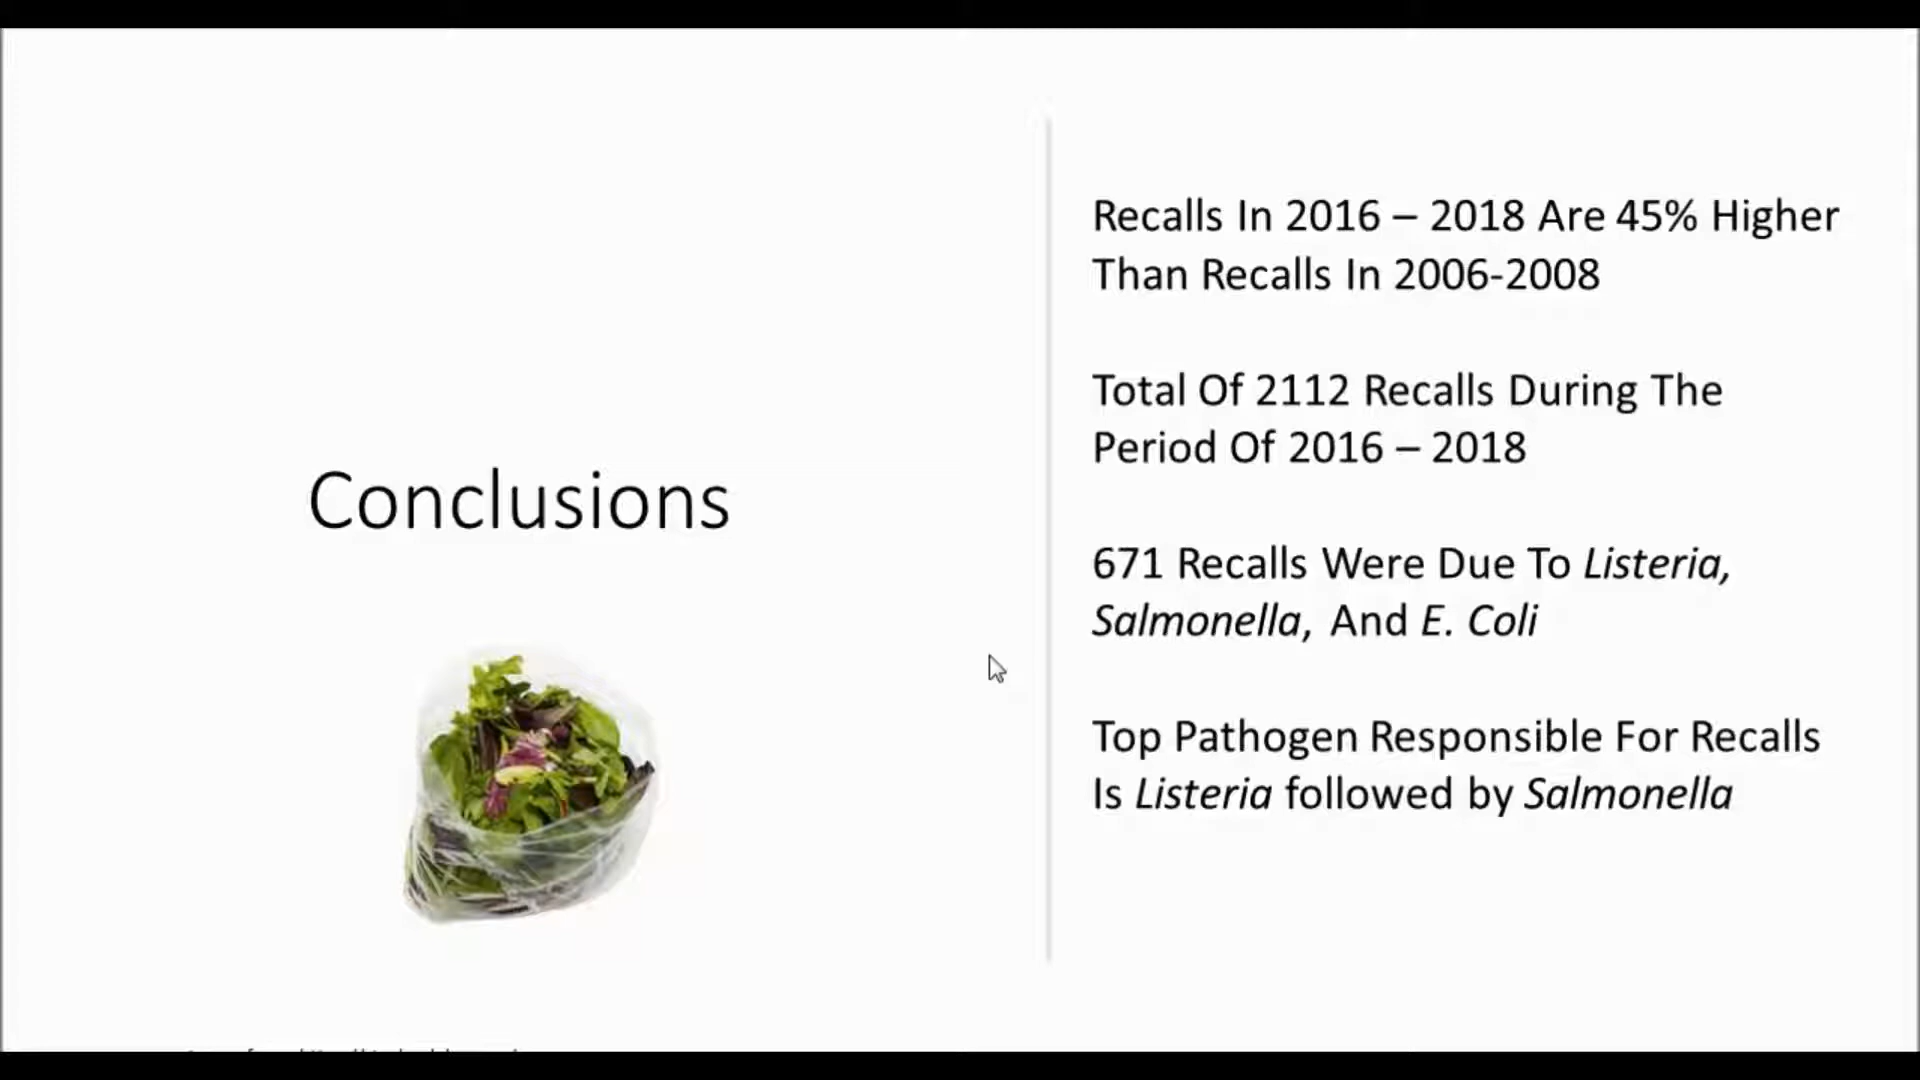 Conclusions
Recalls In 2016 – 2018 Are 45% Higher
Than Recalls In 2006-2008
Total Of 2112 Recalls During The
Period Of 2016 – 2018
671 Recalls Were Due To Listeria,
Salmonella, And E. Coli
Top Pathogen Responsible For Recalls
Is Listeria followed by Salmonella